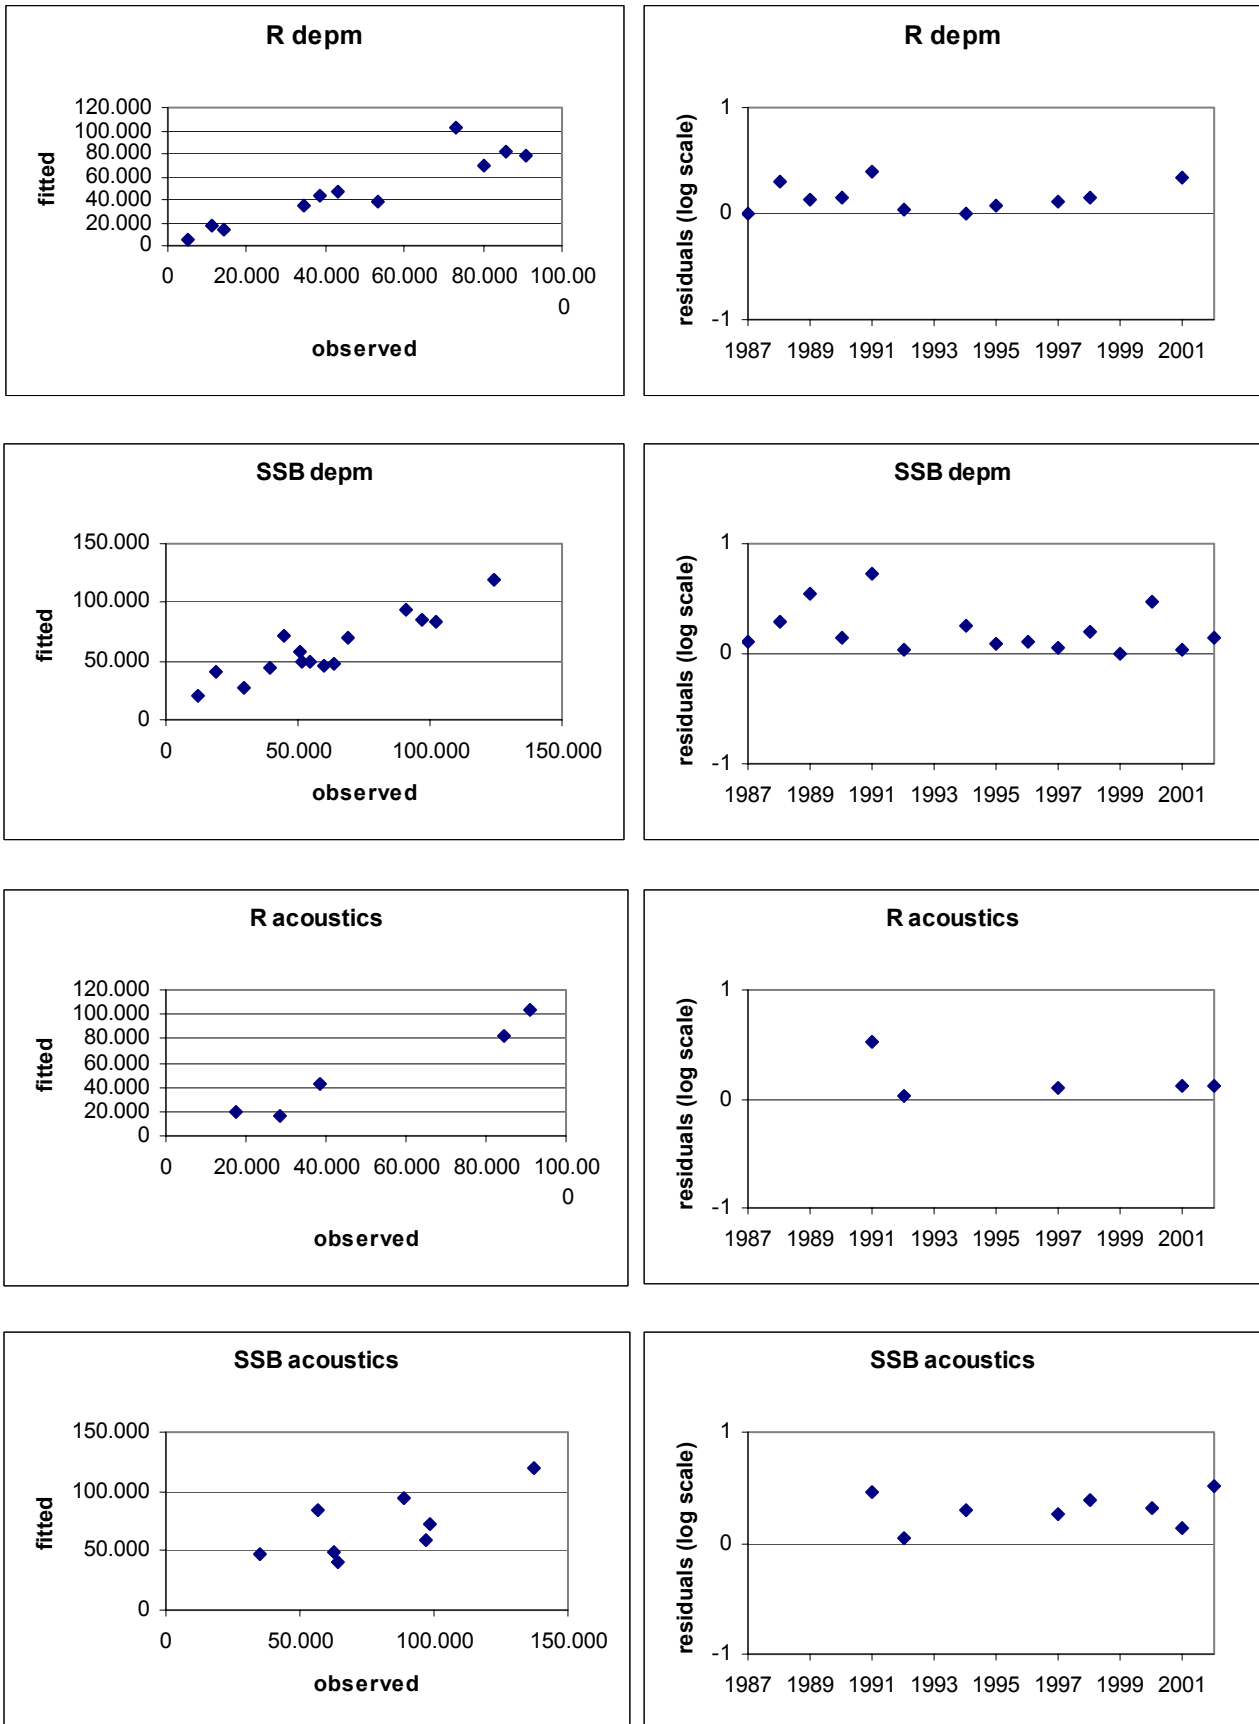 R depm
120.000
100.000
80.000
60.000
40.000
20.000
0
fitted
0 20.000 40.000 60.000 80.000 100.00
0
observed
R depm
1
0
-1
residuals (log scale)
1987 1989 1991 1993 1995 1997 1999 2001
SSB depm
150.000
100.000
50.000
0
fitted
0 50.000 100.000 150.000
observed
SSB depm
1
0
-1
residuals (log scale)
1987 1989 1991 1993 1995 1997 1999 2001
R acoustics
120.000
100.000
80.000
60.000
40.000
20.000
0
fitted
0 20.000 40.000 60.000 80.000 100.00
0
observed
R acoustics
1
0
-1
residuals (log scale)
1987 1989 1991 1993 1995 1997 1999 2001
SSB acoustics
150.000
100.000
50.000
0
fitted
0 50.000 100.000 150.000
observed
SSB acoustics
1
0
-1
residuals (log scale)
1987 1989 1991 1993 1995 1997 1999 2001